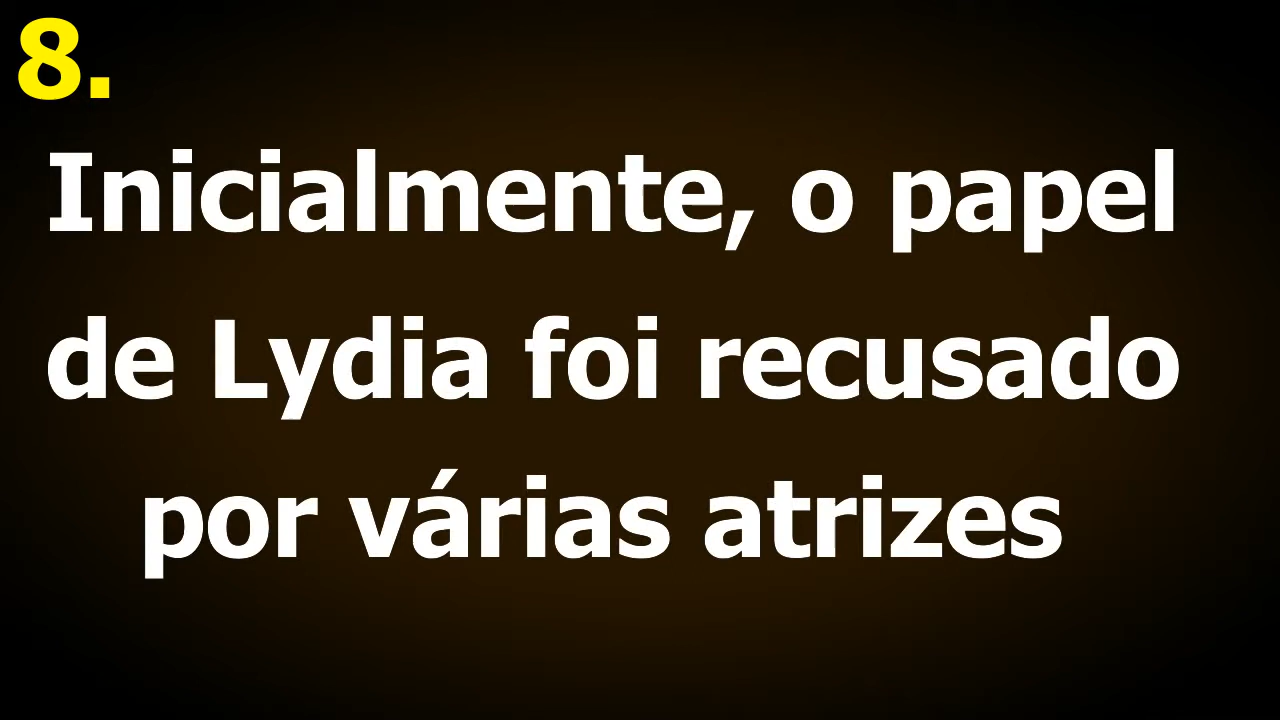 8.
Inicialmente, o papel
de Lydia foi recusado
por várias atrizes